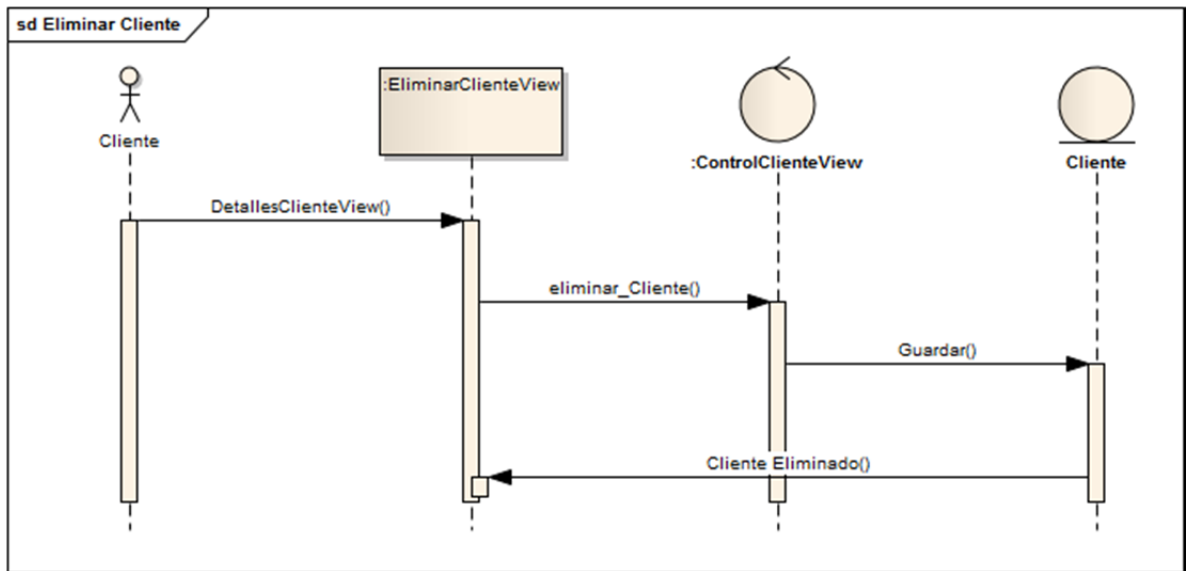 sd Eliminar Cliente
Cliente
:EliminarClienteView
:ControlClienteView
Cliente
DetallesClienteView()
eliminar_Cliente()
Guardar()
Cliente Eliminado()